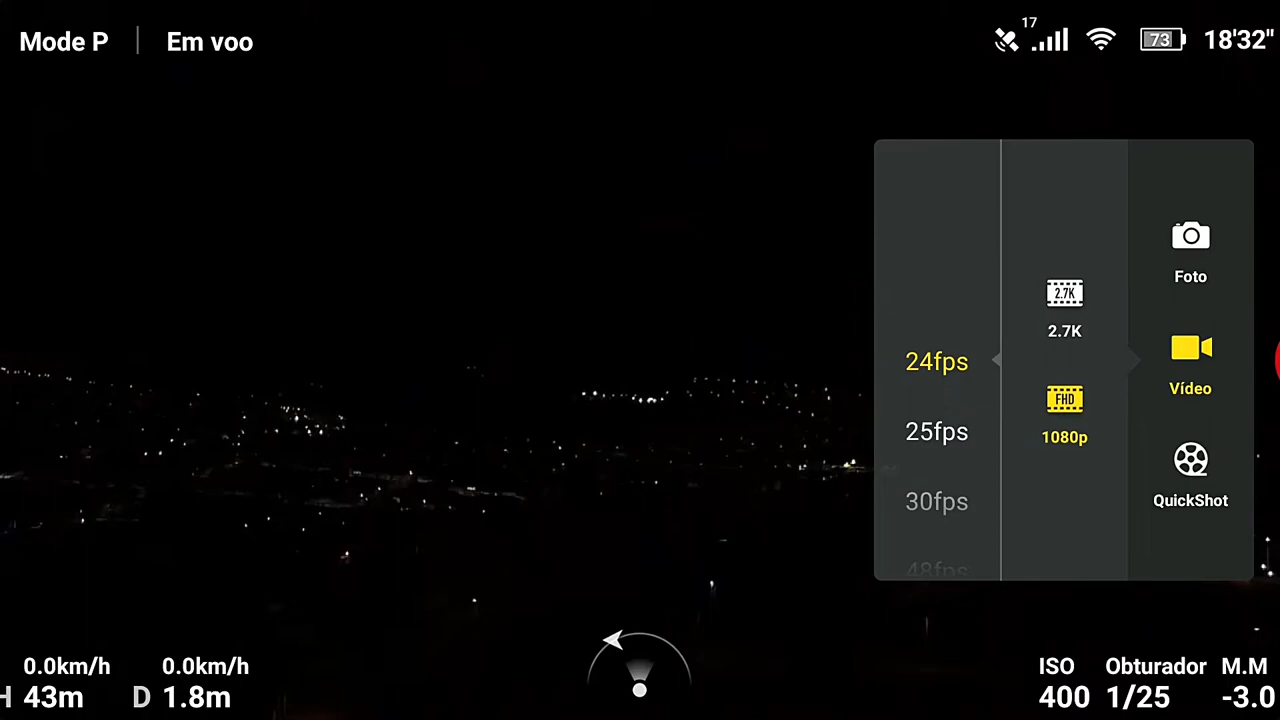 Mode P | Em voo
17
73 18'32"
Foto
2.7K
2.7K
24fps
Vídeo
FHD
25fps
1080p
30fps
QuickShot
48fps
0.0km/h 0.0km/h
H 43m D 1.8m
ISO Obturador M.M
400 1/25 -3.0